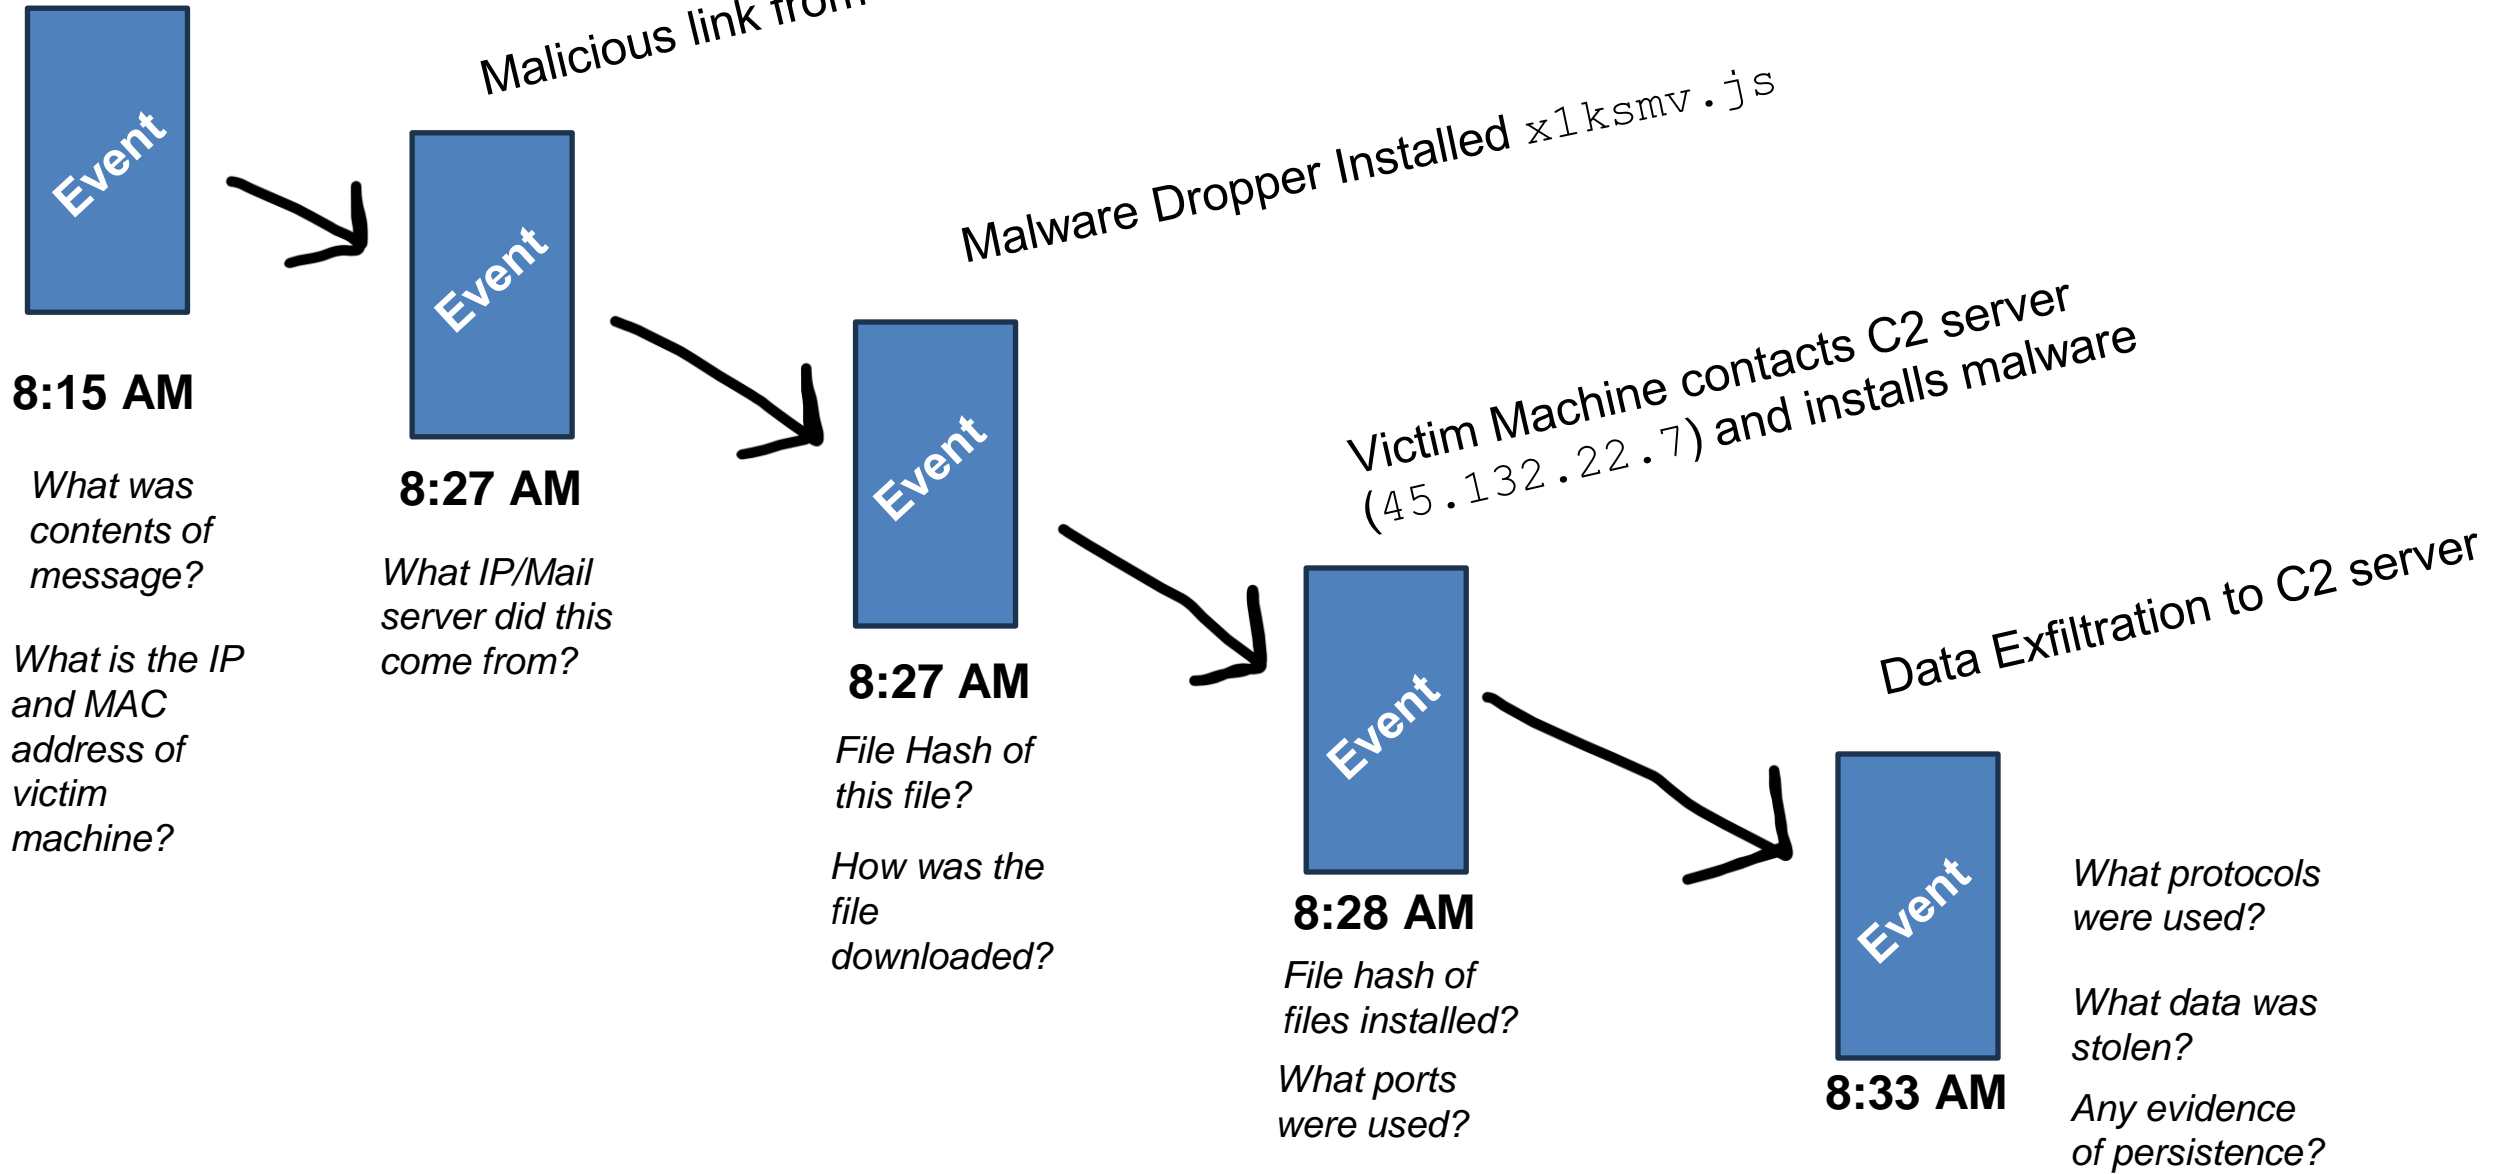 Malicious link from
Event
8:15 AM
What was
contents of
message?
What is the IP
and MAC
address of
victim
machine?
Malware Dropper Installed x1ksmv.js
Event
8:27 AM
What IP/Mail
server did this
come from?
Event
8:27 AM
File Hash of
this file?
How was the
file
downloaded?
Victim Machine contacts C2 server
(45.132.22.7) and installs malware
Event
8:28 AM
File hash of
files installed?
What ports
were used?
Data Exfiltration to C2 server
Event
8:33 AM
What protocols
were used?
What data was
stolen?
Any evidence
of persistence?